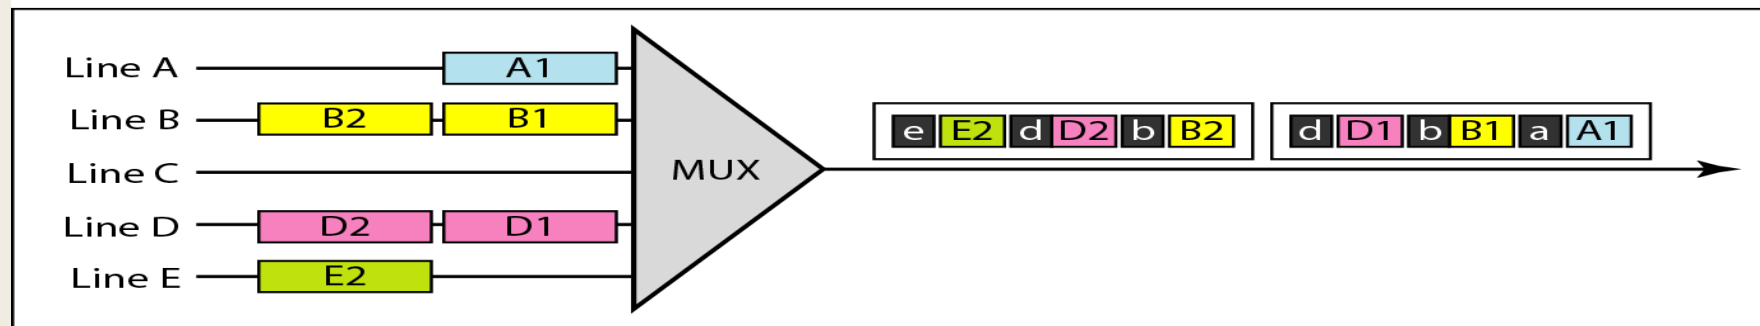 Line A A1
Line B B2 B1
Line C
Line D D2 D1
Line E E2
MUX
e E2 d D2 b B2 d D1 b B1 a A1